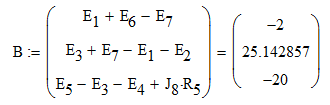 B := ( E₁ + E₆ − E₇
E₃ + E₇ − E₁ − E₂
E₅ − E₃ − E₄ + J₈·R₅ ) = ( −2
25.142857
−20 )